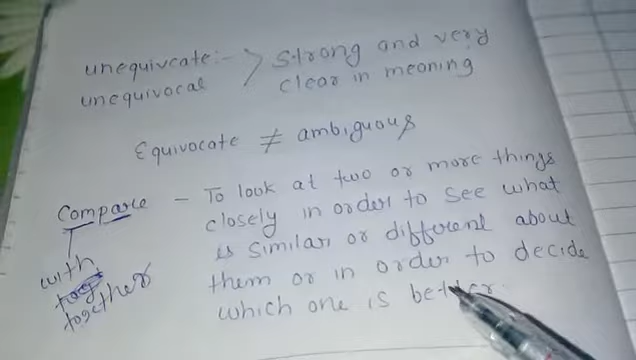 unequivcate:- > Strong and very
unequivocal clear in meaning
Equivocate ≠ ambiguous
Compare - To look at two or more things
closely in order to see what
is similar or different about
with them or in order to decide
together which one is better.